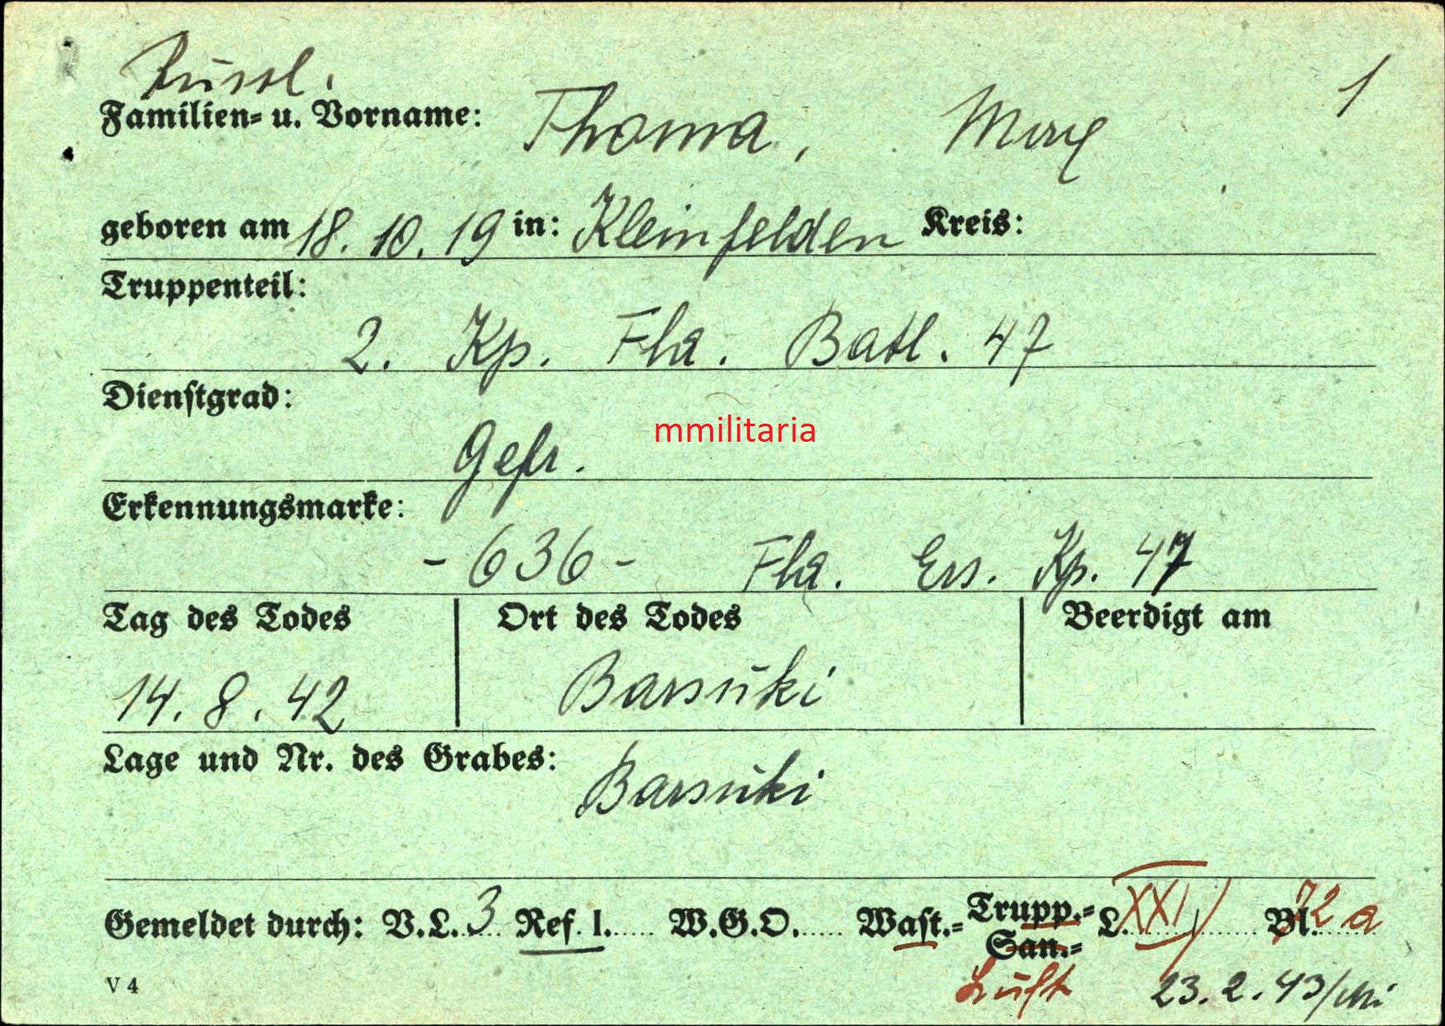 Russl. 1
Familien- u. Vorname: Thoma, Max
geboren am 18. 10. 19 in: Kleinfelden Kreis:
Truppenteil:
2. Kp. Fla. Batl. 47
Dienstgrad:
mmilitaria
Gefr.
Erkennungsmarke:
- 636 - Fla. Ers. Kp. 47
Tag des Todes Ort des Todes Beerdigt am
14. 8. 42 Barsuki
Lage und Nr. des Grabes: Barsuki
Gemeldet durch: V.L. 3 Ref. I. W.G.O. Wast.- Trupp.- L. XXI Bl. 72 a
San.-
V 4 Luft 23. 2. 43/